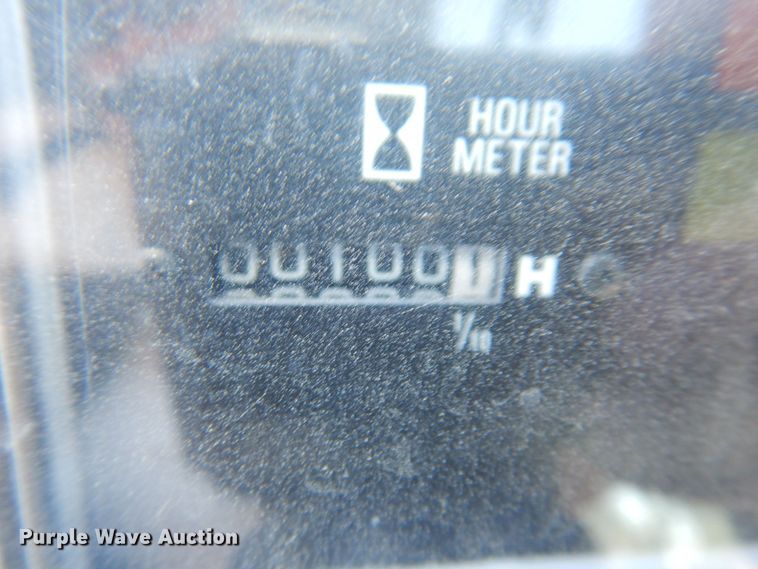 HOUR
METER
001001 H
1/10
Purple Wave Auction